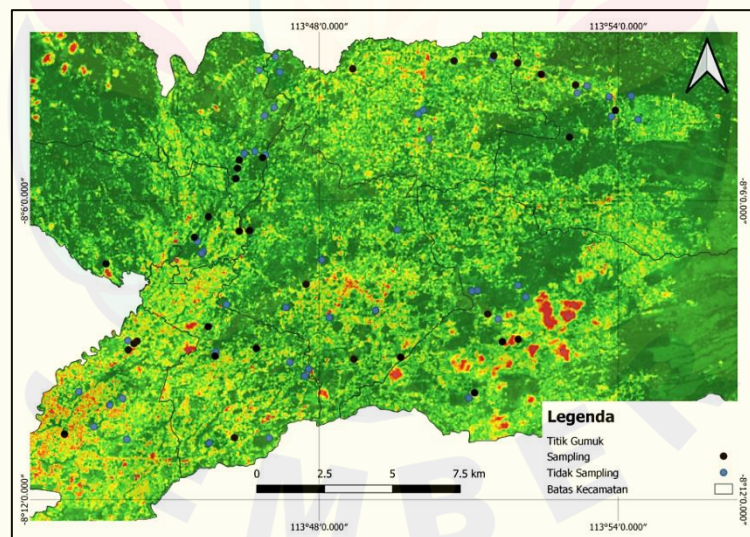 113°48'0.000" 113°54'0.000"
-8°6'0.000" -8°6'0.000"
Legenda
Titik Gumuk
Sampling
Tidak Sampling
Batas Kecamatan
0 2.5 5 7.5 km
-8°12'0.000" -8°12'0.000"
113°48'0.000" 113°54'0.000"
EMBE